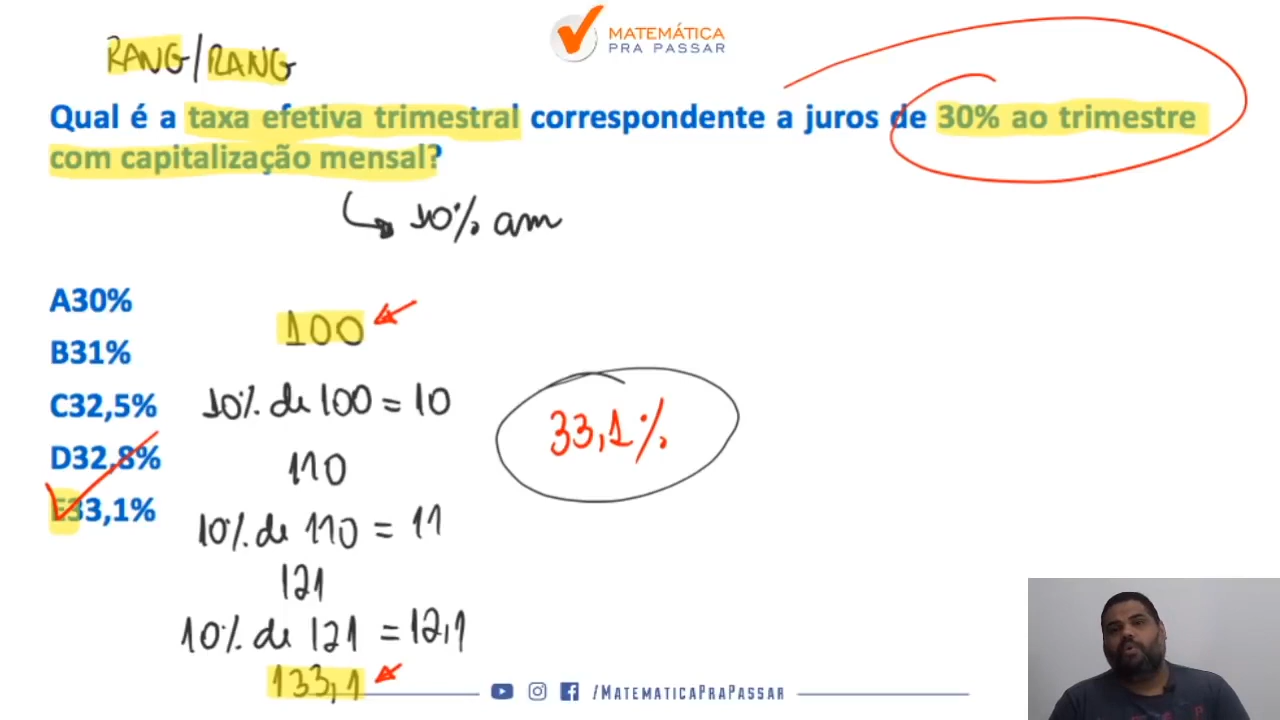 MATEMÁTICA
PRA PASSAR
RANG/RANG
Qual é a taxa efetiva trimestral correspondente a juros de 30% ao trimestre
com capitalização mensal?
10% am
A30%
B31%
C32,5%
D32,8%
E33,1%
100
10% de 100 = 10
110
10% de 110 = 11
121
10% de 121 = 12,1
133,1
33,1%
/MATEMATICAPRAPASSAR